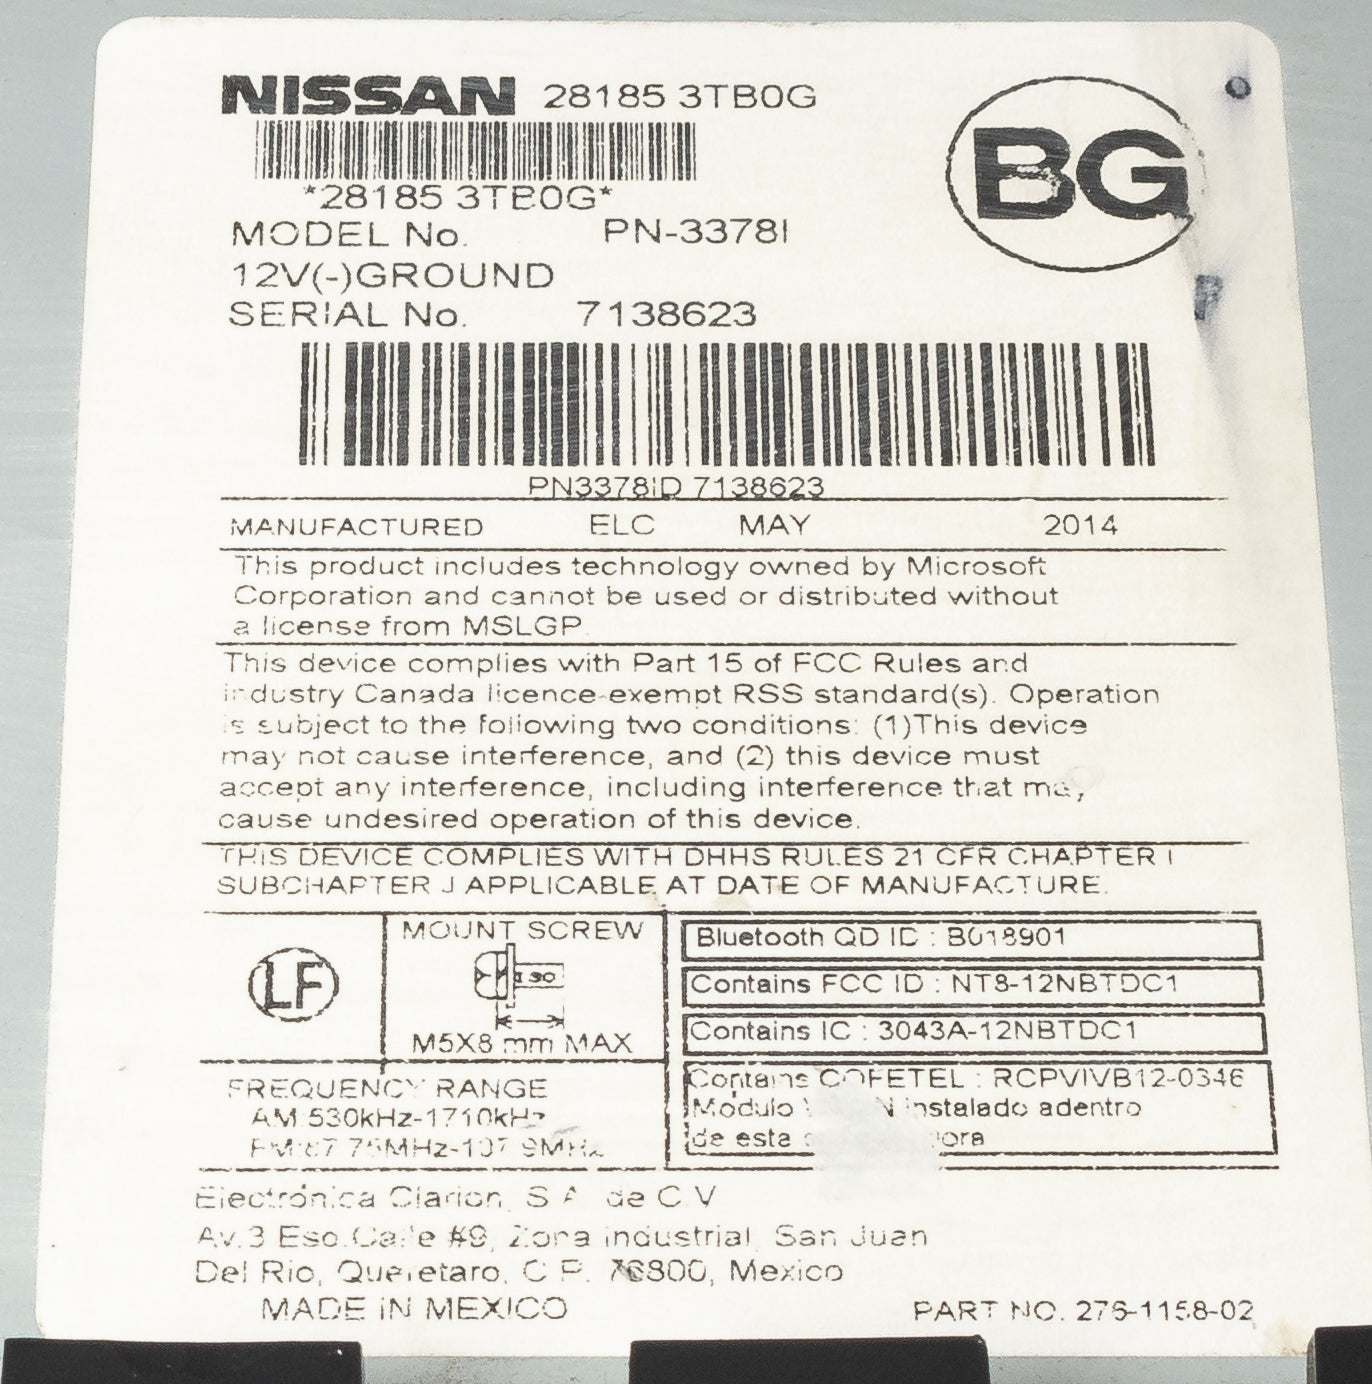 NISSAN 28185 3TB0G
BG
*28185 3TB0G*
MODEL No. PN-3378I
12V(-)GROUND
SERIAL No. 7138623
PN3378ID 7138623
MANUFACTURED ELC MAY 2014
This product includes technology owned by Microsoft
Corporation and cannot be used or distributed without
a license from MSLGP.
This device complies with Part 15 of FCC Rules and
industry Canada licence-exempt RSS standard(s). Operation
is subject to the following two conditions: (1)This device
may not cause interference, and (2) this device must
accept any interference, including interference that may
cause undesired operation of this device.
THIS DEVICE COMPLIES WITH DHHS RULES 21 CFR CHAPTER I
SUBCHAPTER J APPLICABLE AT DATE OF MANUFACTURE.
LF
MOUNT SCREW
M5X8 mm MAX
FREQUENCY RANGE
AM:530kHz-1710kHz
FM:87.75MHz-107.9MHz
Bluetooth QD ID : B018901
Contains FCC ID : NT8-12NBTDC1
Contains IC : 3043A-12NBTDC1
Contains COFETEL : RCPVIVB12-0346
Módulo instalado adentro
de esta
Electrónica Clarion, S.A. de C.V
Av.3 Eso.Calle #9, Zona industrial, San Juan
Del Rio, Queretaro, C.P. 76800, Mexico
MADE IN MEXICO
PART NO. 276-1158-02